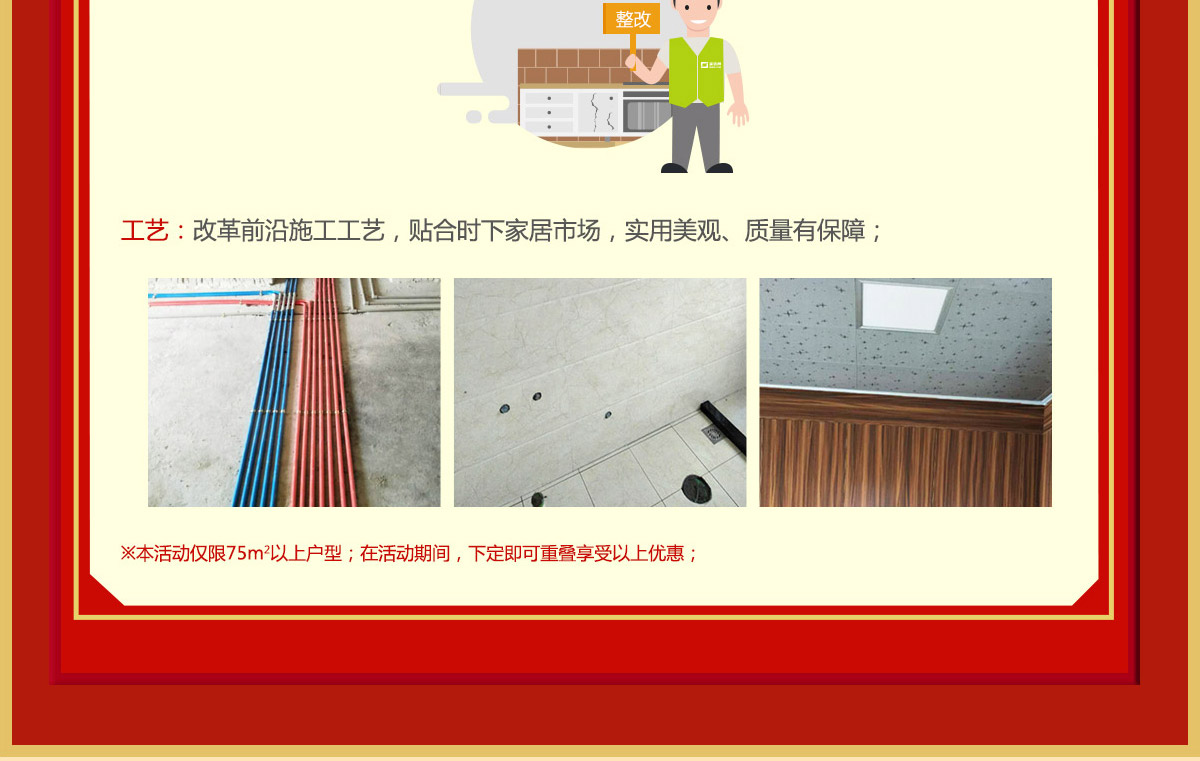 整改
工艺：改革前沿施工工艺，贴合时下家居市场，实用美观、质量有保障；
※本活动仅限75m²以上户型；在活动期间，下定即可重叠享受以上优惠；